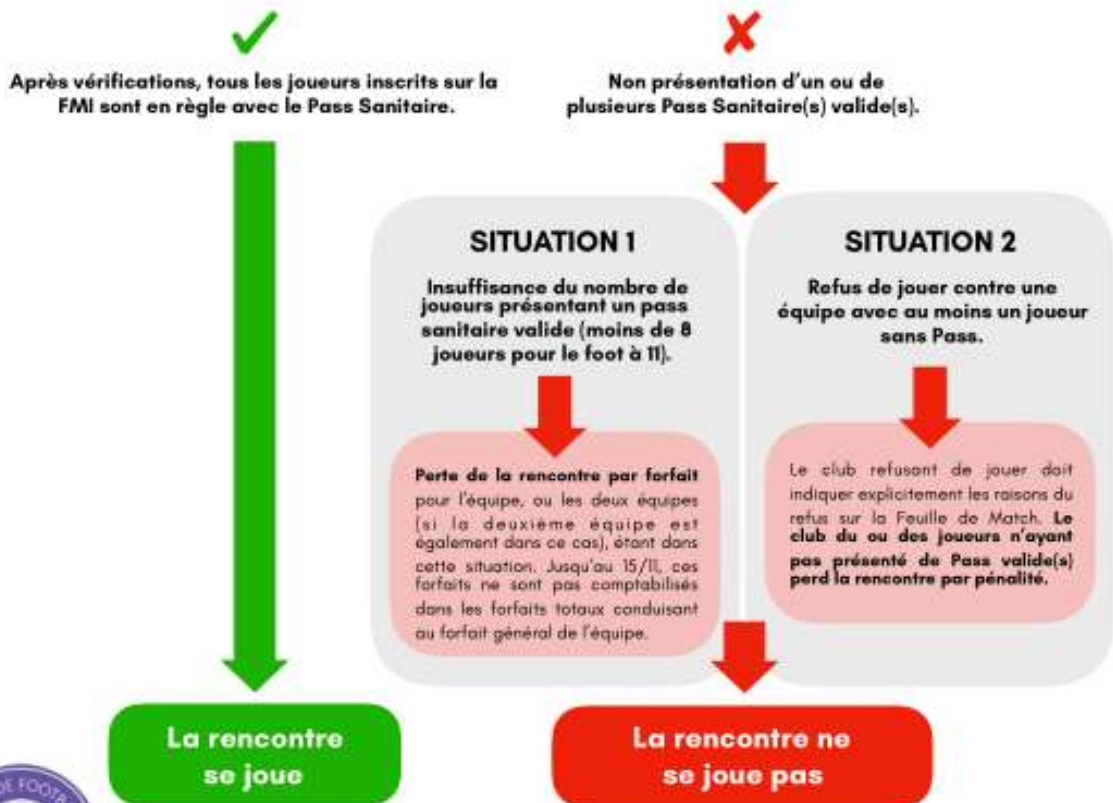 Après vérifications, tous les joueurs inscrits sur la
FMI sont en règle avec le Pass Sanitaire.
Non présentation d'un ou de
plusieurs Pass Sanitaire(s) valide(s).
SITUATION 1
Insuffisance du nombre de
joueurs présentant un pass
sanitaire valide (moins de 8
joueurs pour le foot à 11).
Perte de la rencontre par forfait
pour l'équipe, ou les deux équipes
(si la deuxième équipe est
également dans ce cas), étant dans
cette situation. Jusqu'au 15/11, ces
forfaits ne sont pas comptabilisés
dans les forfaits totaux conduisant
au forfait général de l'équipe.
SITUATION 2
Refus de jouer contre une
équipe avec au moins un joueur
sans Pass.
Le club refusant de jouer doit
indiquer explicitement les raisons du
refus sur la Feuille de Match. Le
club du ou des joueurs n'ayant
pas présenté de Pass valide(s)
perd la rencontre par pénalité.
La rencontre
se joue
La rencontre ne
se joue pas
DE